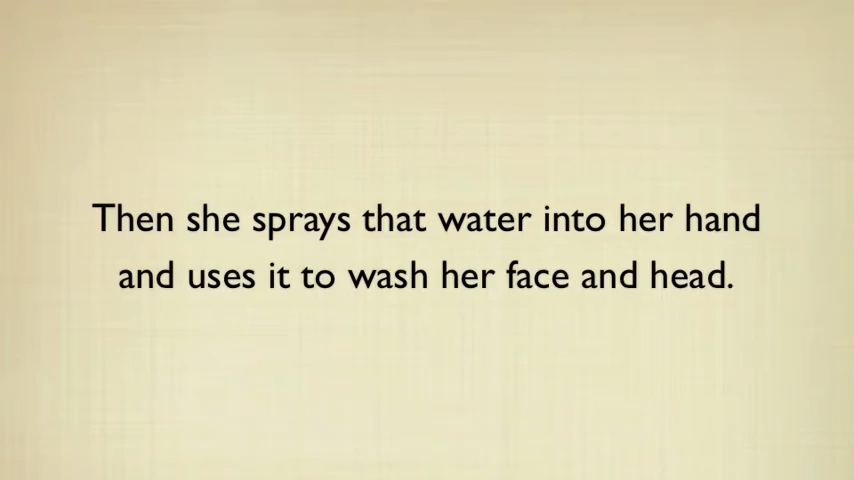 Then she sprays that water into her hand
and uses it to wash her face and head.